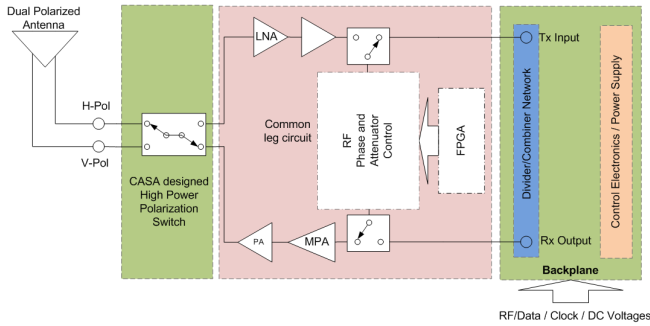 Dual Polarized
Antenna
H-Pol
V-Pol
CASA designed
High Power
Polarization
Switch
LNA
Common
leg circuit
RF
Phase and
Attenuator
Control
FPGA
PA
MPA
Tx Input
Divider/Combiner Network
Control Electronics / Power Supply
Rx Output
Backplane
RF/Data / Clock / DC Voltages